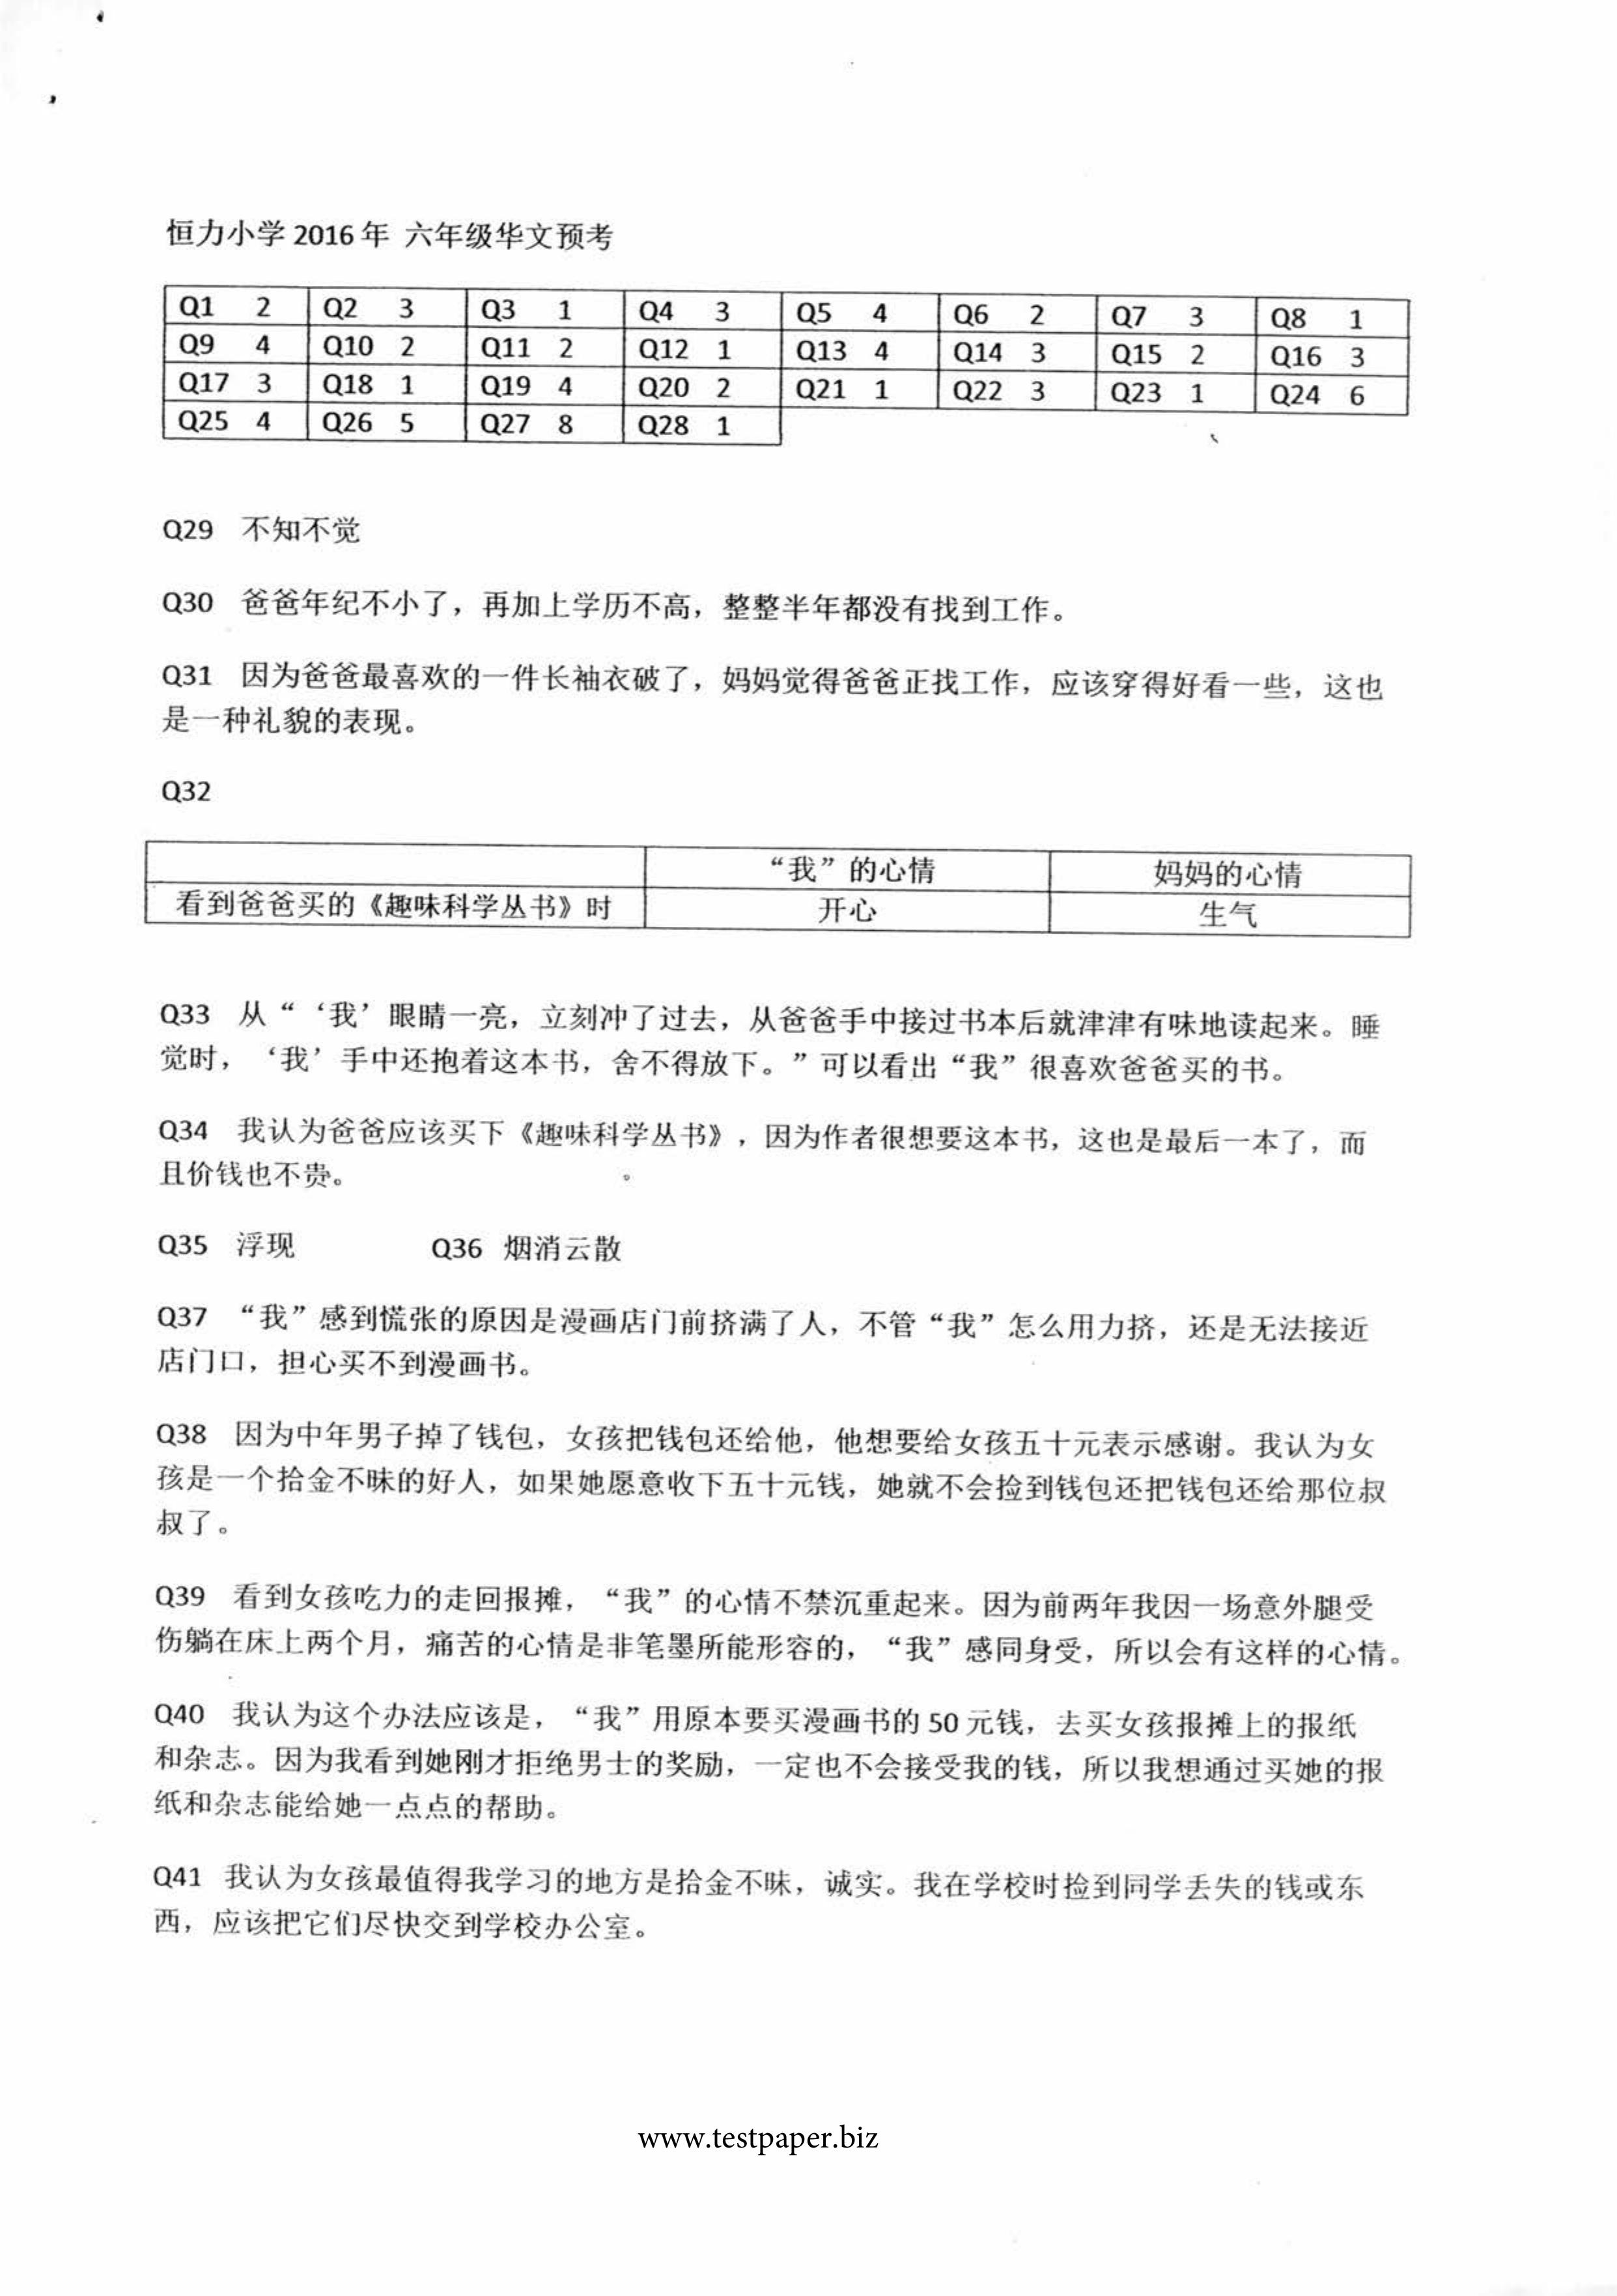 恒力小学 2016 年 六年级华文预考
Q1 2 Q2 3 Q3 1 Q4 3 Q5 4 Q6 2 Q7 3 Q8 1
Q9 4 Q10 2 Q11 2 Q12 1 Q13 4 Q14 3 Q15 2 Q16 3
Q17 3 Q18 1 Q19 4 Q20 2 Q21 1 Q22 3 Q23 1 Q24 6
Q25 4 Q26 5 Q27 8 Q28 1
Q29 不知不觉
Q30 爸爸年纪不小了，再加上学历不高，整整半年都没有找到工作。
Q31 因为爸爸最喜欢的一件长袖衣破了，妈妈觉得爸爸正找工作，应该穿得好看一些，这也
是一种礼貌的表现。
Q32
“我”的心情 妈妈的心情
看到爸爸买的《趣味科学丛书》时 开心 生气
Q33 从“‘我’眼睛一亮，立刻冲了过去，从爸爸手中接过书本后就津津有味地读起来。睡
觉时，‘我’手中还抱着这本书，舍不得放下。”可以看出“我”很喜欢爸爸买的书。
Q34 我认为爸爸应该买下《趣味科学丛书》，因为作者很想要这本书，这也是最后一本了，而
且价钱也不贵。
Q35 浮现 Q36 烟消云散
Q37 “我”感到慌张的原因是漫画店门前挤满了人，不管“我”怎么用力挤，还是无法接近
店门口，担心买不到漫画书。
Q38 因为中年男子掉了钱包，女孩把钱包还给他，他想要给女孩五十元表示感谢。我认为女
孩是一个拾金不昧的好人，如果她愿意收下五十元钱，她就不会捡到钱包还把钱包还给那位叔
叔了。
Q39 看到女孩吃力的走回报摊，“我”的心情不禁沉重起来。因为前两年我因一场意外腿受
伤躺在床上两个月，痛苦的心情是非笔墨所能形容的，“我”感同身受，所以会有这样的心情。
Q40 我认为这个办法应该是，“我”用原本要买漫画书的 50 元钱，去买女孩报摊上的报纸
和杂志。因为我看到她刚才拒绝男士的奖励，一定也不会接受我的钱，所以我想通过买她的报
纸和杂志能给她一点点的帮助。
Q41 我认为女孩最值得我学习的地方是拾金不昧，诚实。我在学校时捡到同学丢失的钱或东
西，应该把它们尽快交到学校办公室。
www.testpaper.biz